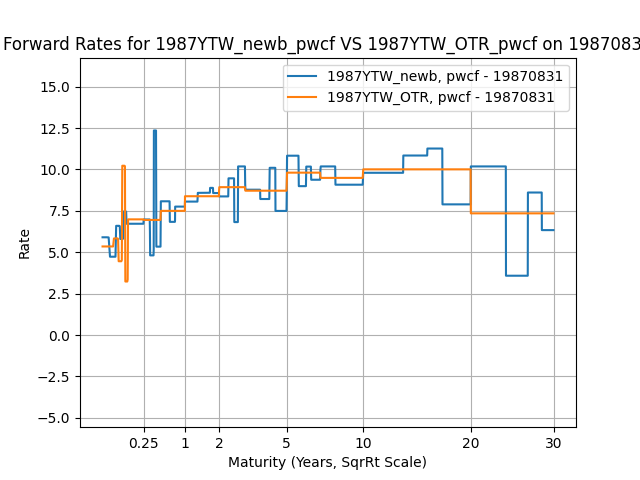 Forward Rates for 1987YTW_newb_pwcf VS 1987YTW_OTR_pwcf on 1987083
1987YTW_newb, pwcf - 19870831
1987YTW_OTR, pwcf - 19870831
15.0
12.5
10.0
7.5
5.0
2.5
0.0
−2.5
−5.0
Rate
0.25 1 2 5 10 20 30
Maturity (Years, SqrRt Scale)